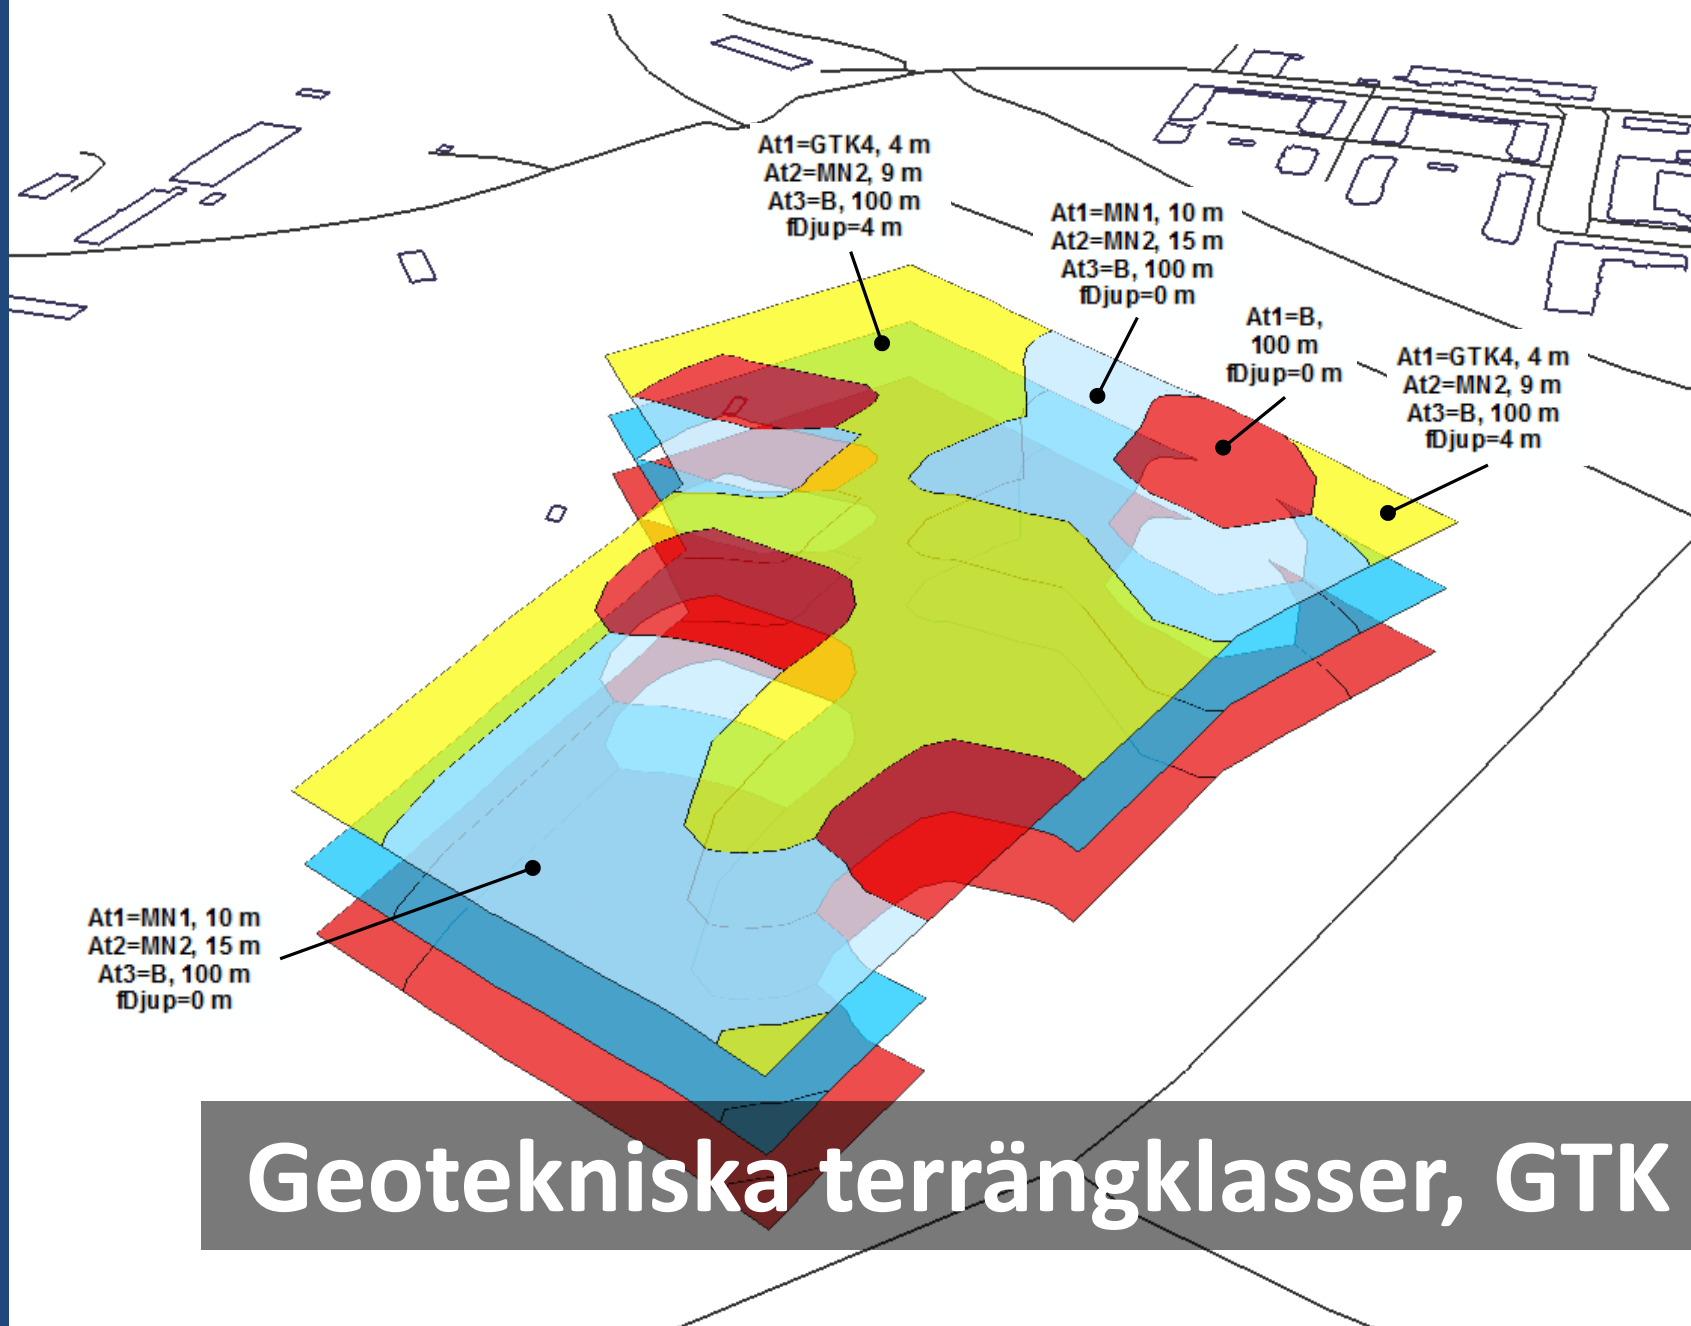 At1=GTK4, 4 m
At2=MN2, 9 m
At3=B, 100 m
fDjup=4 m
At1=MN1, 10 m
At2=MN2, 15 m
At3=B, 100 m
fDjup=0 m
At1=B,
100 m
fDjup=0 m
At1=GTK4, 4 m
At2=MN2, 9 m
At3=B, 100 m
fDjup=4 m
At1=MN1, 10 m
At2=MN2, 15 m
At3=B, 100 m
fDjup=0 m
Geotekniska terrängklasser, GTK